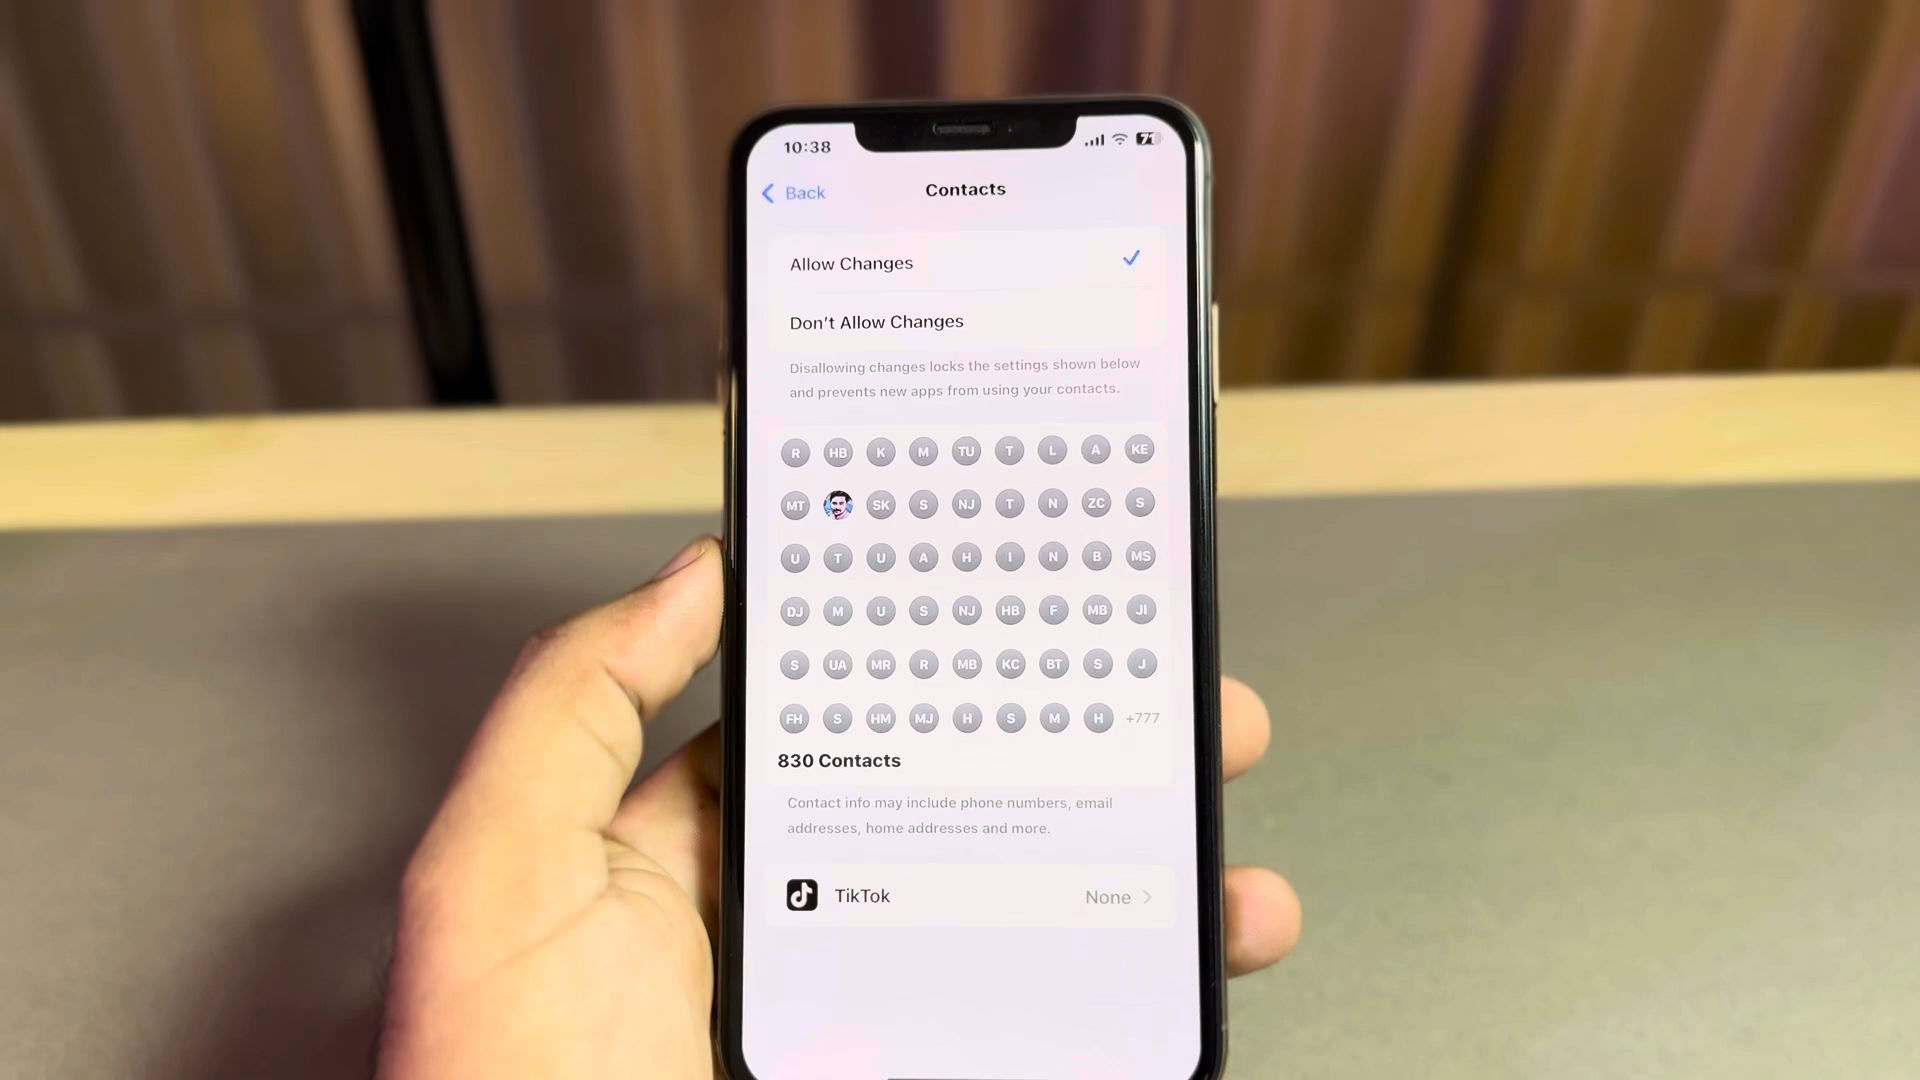 10:38
71
Back
Contacts
Allow Changes
Don't Allow Changes
Disallowing changes locks the settings shown below
and prevents new apps from using your contacts.
R HB K M TU T L A KE
MT SK S NJ T N ZC S
U T U A H I N B MS
DJ M U S NJ HB F MB JI
S UA MR R MB KC BT S J
FH S HM MJ H S M H +777
830 Contacts
Contact info may include phone numbers, email
addresses, home addresses and more.
TikTok None